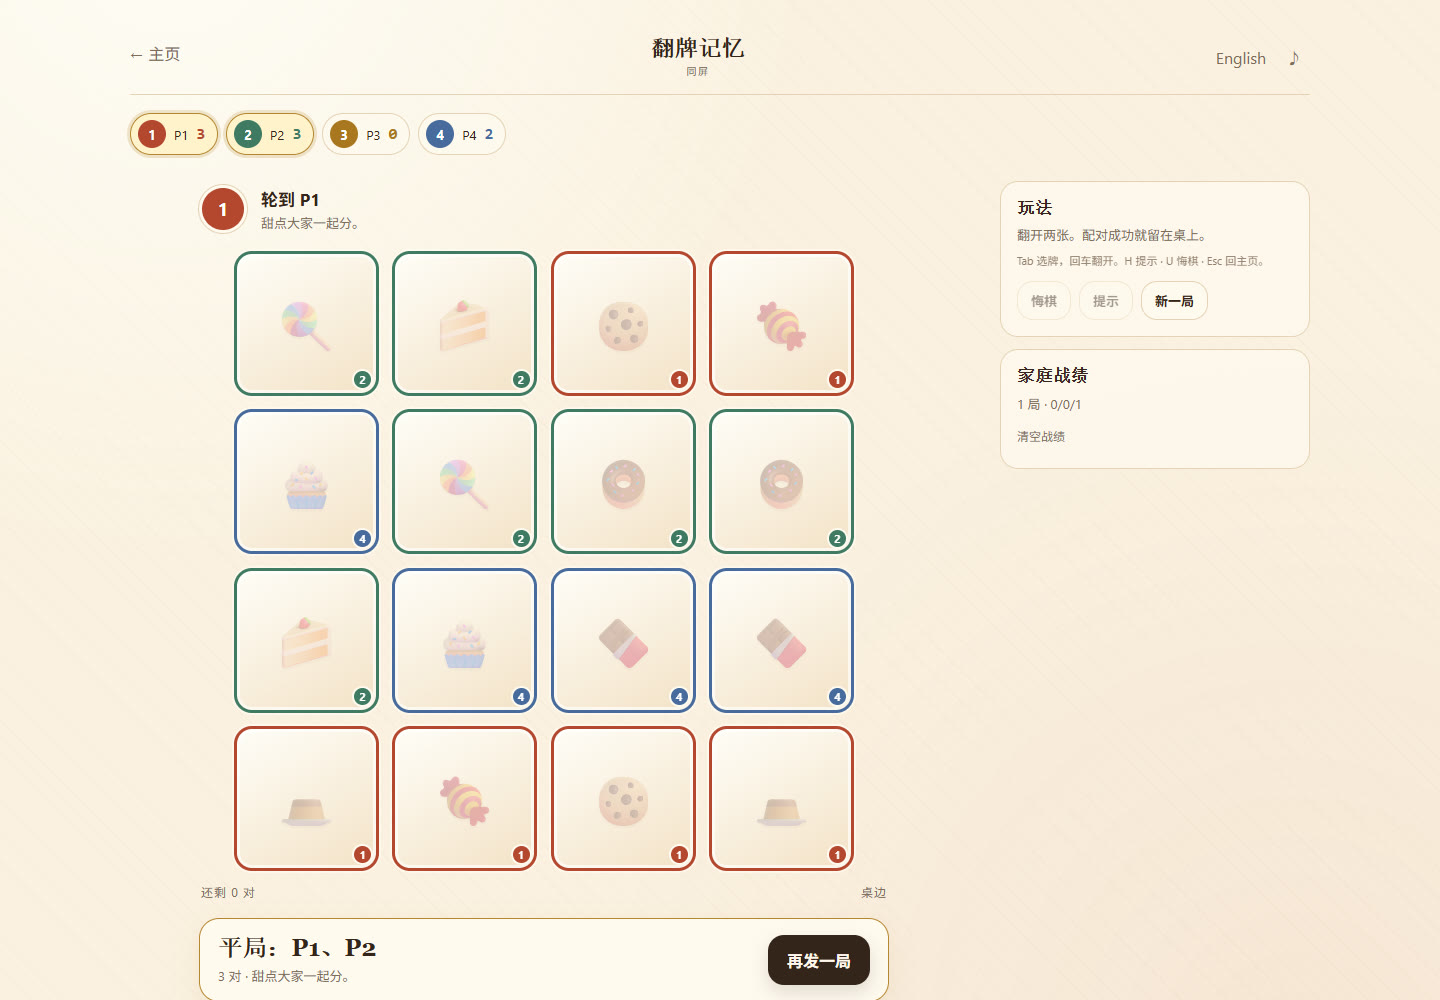 ← 主页
翻牌记忆
同屏
English ♪
1 P1 3
2 P2 3
3 P3 0
4 P4 2
1
轮到 P1
甜点大家一起分。
2
2
1
1
4
2
2
2
2
4
4
4
1
1
1
1
还剩 0 对
桌边
平局：P1、P2
3 对 · 甜点大家一起分。
再发一局
玩法
翻开两张。配对成功就留在桌上。
Tab 选牌，回车翻开。H 提示 · U 悔棋 · Esc 回主页。
悔棋
提示
新一局
家庭战绩
1 局 · 0/0/1
清空战绩